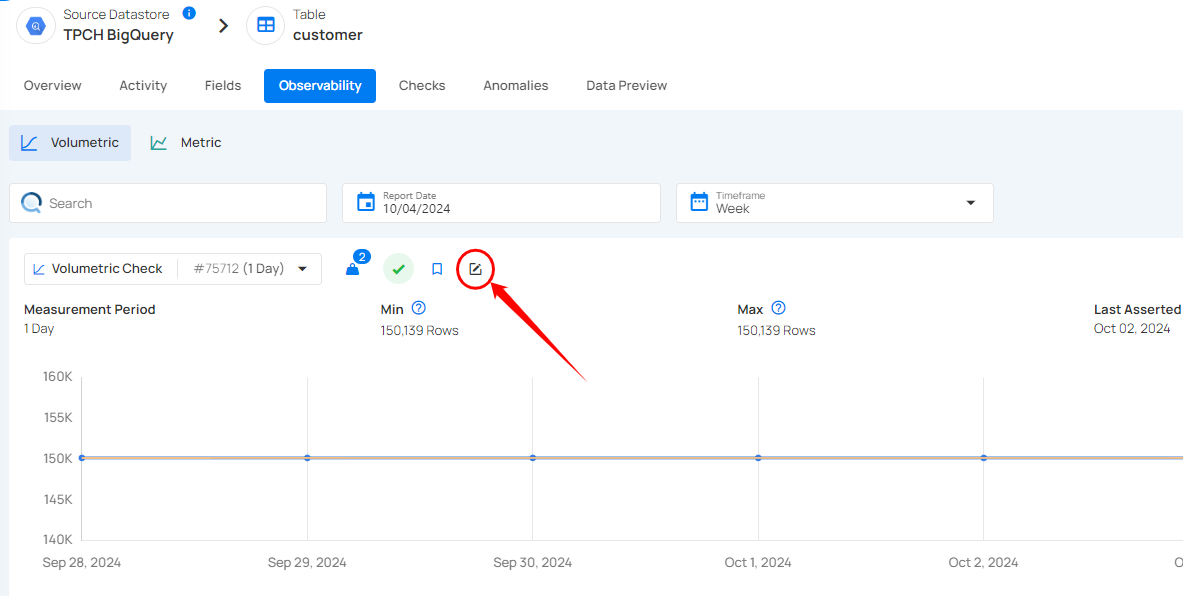 Source Datastore
TPCH BigQuery
Table
customer
Overview Activity Fields Observability Checks Anomalies Data Preview
Volumetric Metric
Search
Report Date
10/04/2024
Timeframe
Week
Volumetric Check #75712 (1 Day) 2
Measurement Period Min Max Last Asserted
1 Day 150,139 Rows 150,139 Rows Oct 02, 2024
160K
155K
150K
145K
140K
Sep 28, 2024 Sep 29, 2024 Sep 30, 2024 Oct 1, 2024 Oct 2, 2024